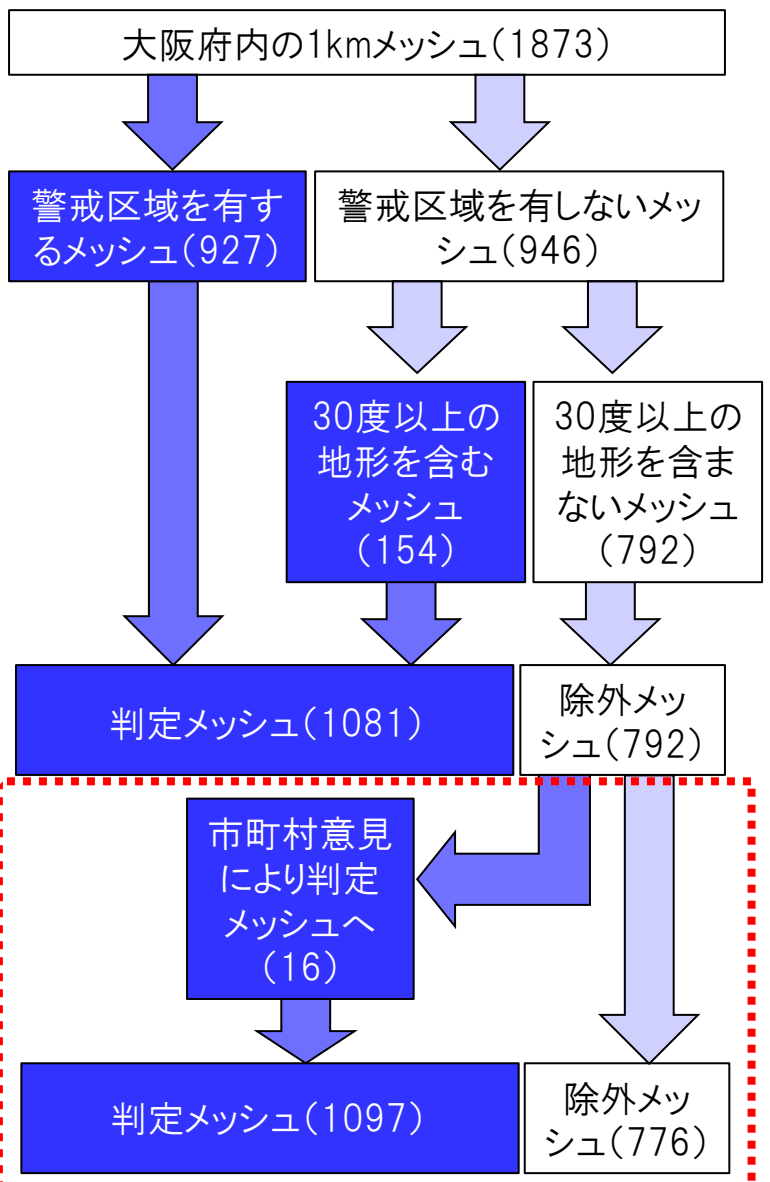 大阪府内の1kmメッシュ(1873)
警戒区域を有す
るメッシュ(927)
警戒区域を有しないメッ
シュ(946)
30度以上の
地形を含む
メッシュ
(154)
30度以上の
地形を含ま
ないメッシュ
(792)
判定メッシュ(1081)
除外メッ
シュ(792)
市町村意見
により判定
メッシュへ
(16)
判定メッシュ(1097)
除外メッ
シュ(776)